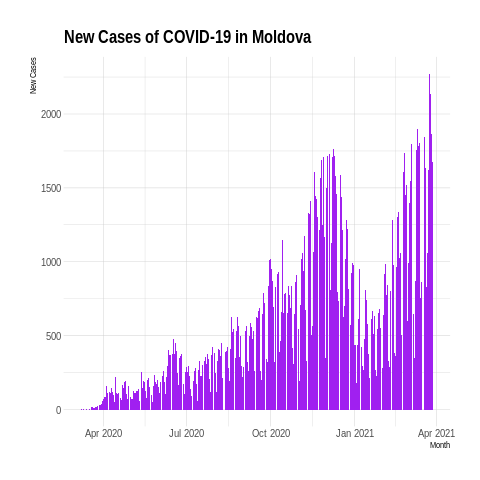 New Cases of COVID-19 in Moldova
New Cases
2000
1500
1000
500
0
Apr 2020
Jul 2020
Oct 2020
Jan 2021
Apr 2021
Month